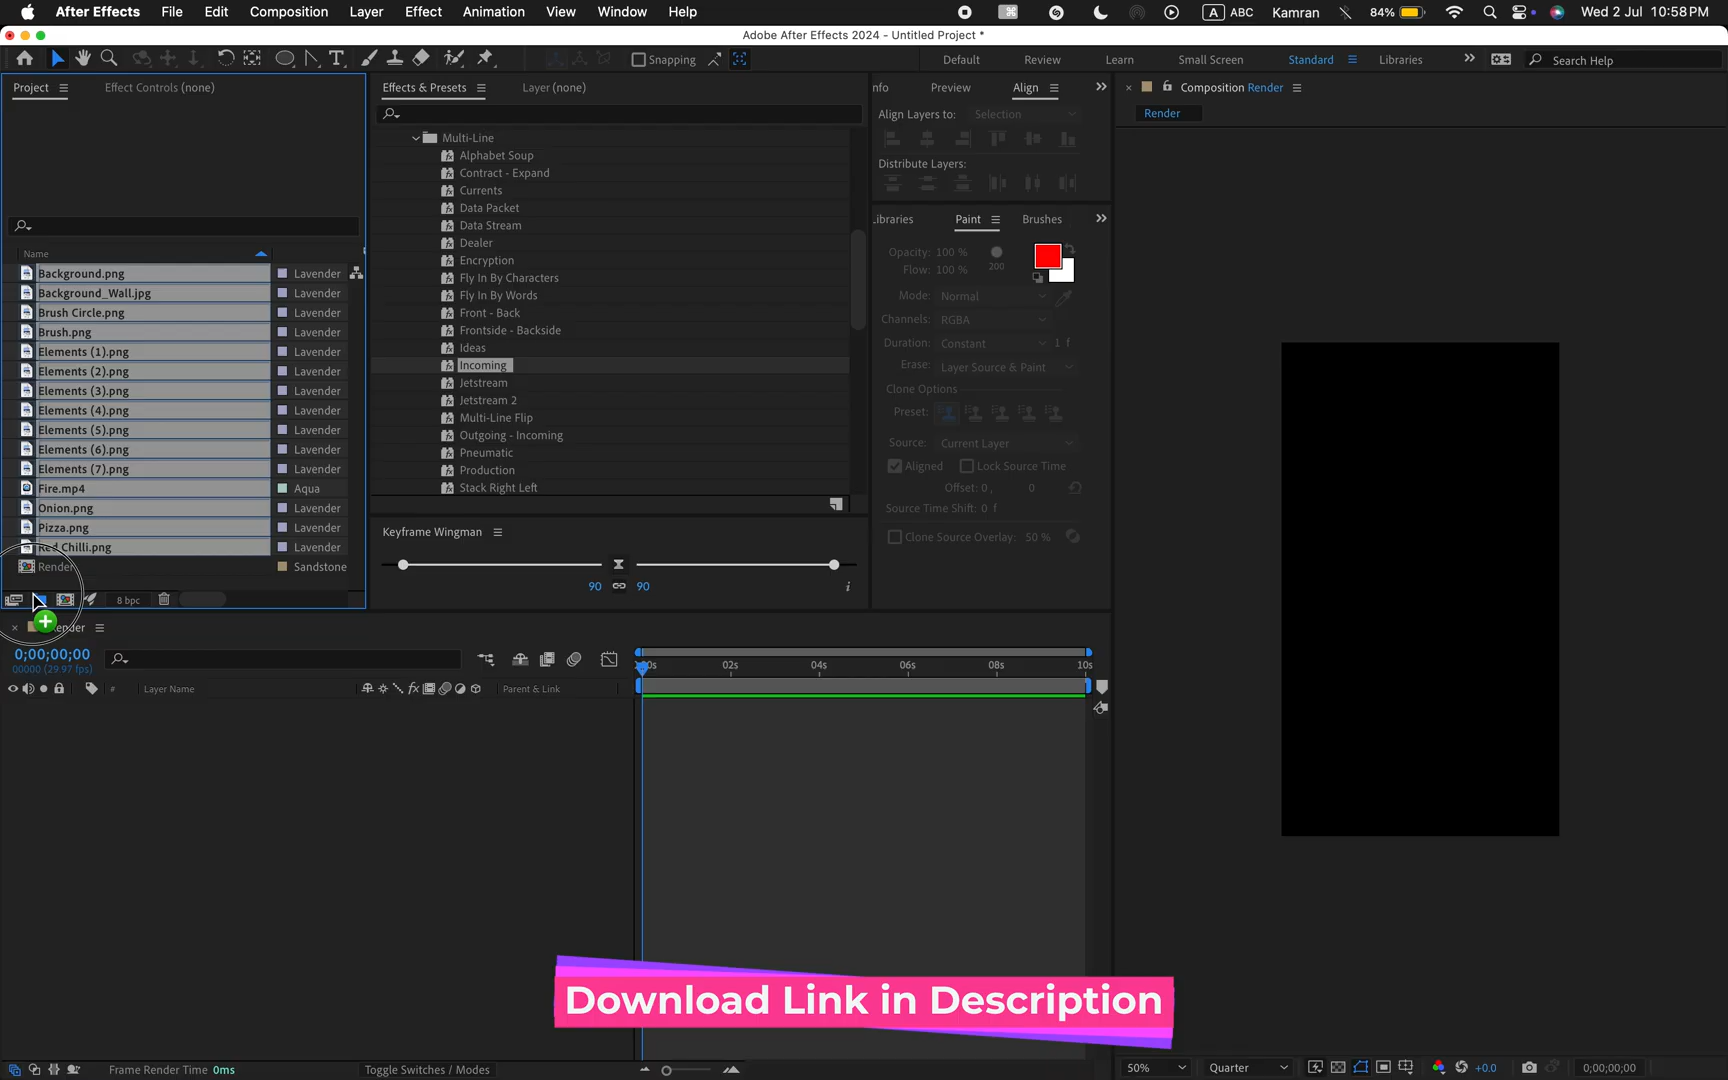 After Effects File Edit Composition Layer Effect Animation View Window Help A ABC Kamran 84% Wed 2 Jul 10:58 PM
Adobe After Effects 2024 - Untitled Project *
Snapping Default Review Learn Small Screen Standard Libraries Search Help
Project Effect Controls (none)
Name
Background.png Lavender
Background_Wall.jpg Lavender
Brush Circle.png Lavender
Brush.png Lavender
Elements (1).png Lavender
Elements (2).png Lavender
Elements (3).png Lavender
Elements (4).png Lavender
Elements (5).png Lavender
Elements (6).png Lavender
Elements (7).png Lavender
Fire.mp4 Aqua
Onion.png Lavender
Pizza.png Lavender
Red Chilli.png Lavender
Render Sandstone
8 bpc
Effects & Presets Layer (none)
Multi-Line
Alphabet Soup
Contract - Expand
Currents
Data Packet
Data Stream
Dealer
Encryption
Fly In By Characters
Fly In By Words
Front - Back
Frontside - Backside
Ideas
Incoming
Jetstream
Jetstream 2
Multi-Line Flip
Outgoing - Incoming
Pneumatic
Production
Stack Right Left
Keyframe Wingman
90 90
nfo Preview Align
Align Layers to: Selection
Distribute Layers:
ibraries Paint Brushes
Opacity: 100 %
Flow: 100 % 200
Mode: Normal
Channels: RGBA
Duration: Constant 1 f
Erase: Layer Source & Paint
Clone Options
Preset:
Source: Current Layer
Aligned Lock Source Time
Offset: 0, 0
Source Time Shift: 0 f
Clone Source Overlay: 50 %
Composition Render
Render
ender
0;00;00;00
00000 (29.97 fps)
# Layer Name Parent & Link
00s 02s 04s 06s 08s 10s
Download Link in Description
Frame Render Time 0ms Toggle Switches / Modes
50% Quarter +0.0 0;00;00;00